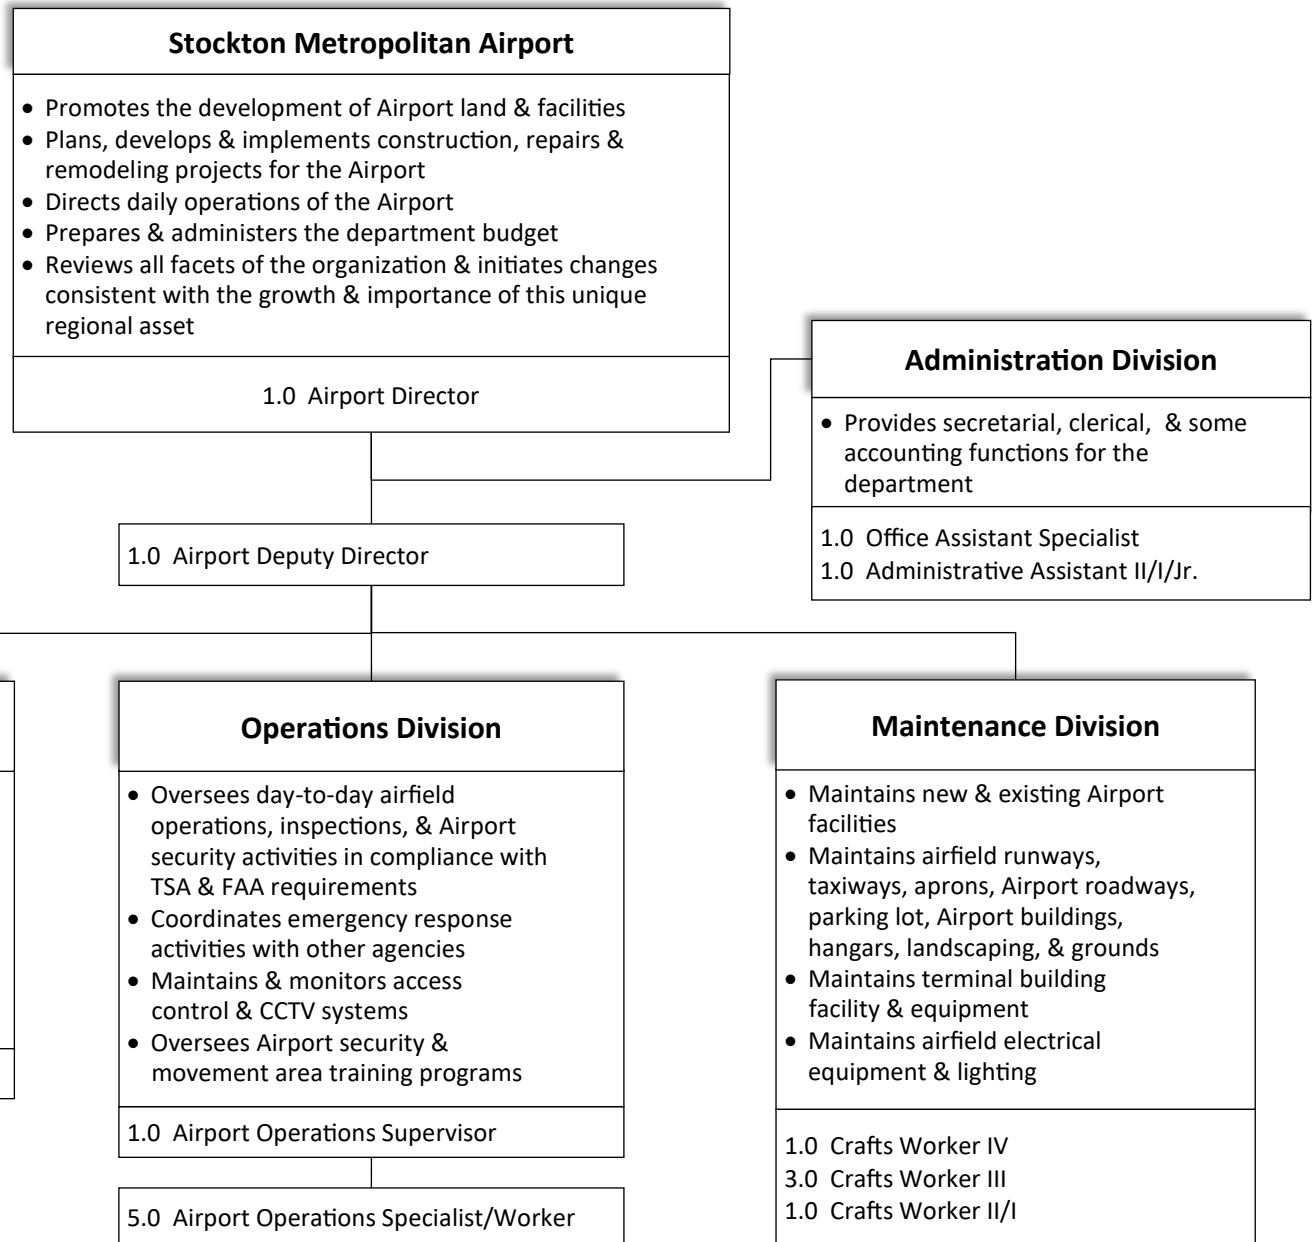 Stockton Metropolitan Airport
• Promotes the development of Airport land & facilities
• Plans, develops & implements construction, repairs &
remodeling projects for the Airport
• Directs daily operations of the Airport
• Prepares & administers the department budget
• Reviews all facets of the organization & initiates changes
consistent with the growth & importance of this unique
regional asset
1.0 Airport Director
Administration Division
• Provides secretarial, clerical, & some
accounting functions for the
department
1.0 Office Assistant Specialist
1.0 Administrative Assistant II/I/Jr.
1.0 Airport Deputy Director
Operations Division
• Oversees day-to-day airfield
operations, inspections, & Airport
security activities in compliance with
TSA & FAA requirements
• Coordinates emergency response
activities with other agencies
• Maintains & monitors access
control & CCTV systems
• Oversees Airport security &
movement area training programs
1.0 Airport Operations Supervisor
5.0 Airport Operations Specialist/Worker
Maintenance Division
• Maintains new & existing Airport
facilities
• Maintains airfield runways,
taxiways, aprons, Airport roadways,
parking lot, Airport buildings,
hangars, landscaping, & grounds
• Maintains terminal building
facility & equipment
• Maintains airfield electrical
equipment & lighting
1.0 Crafts Worker IV
3.0 Crafts Worker III
1.0 Crafts Worker II/I